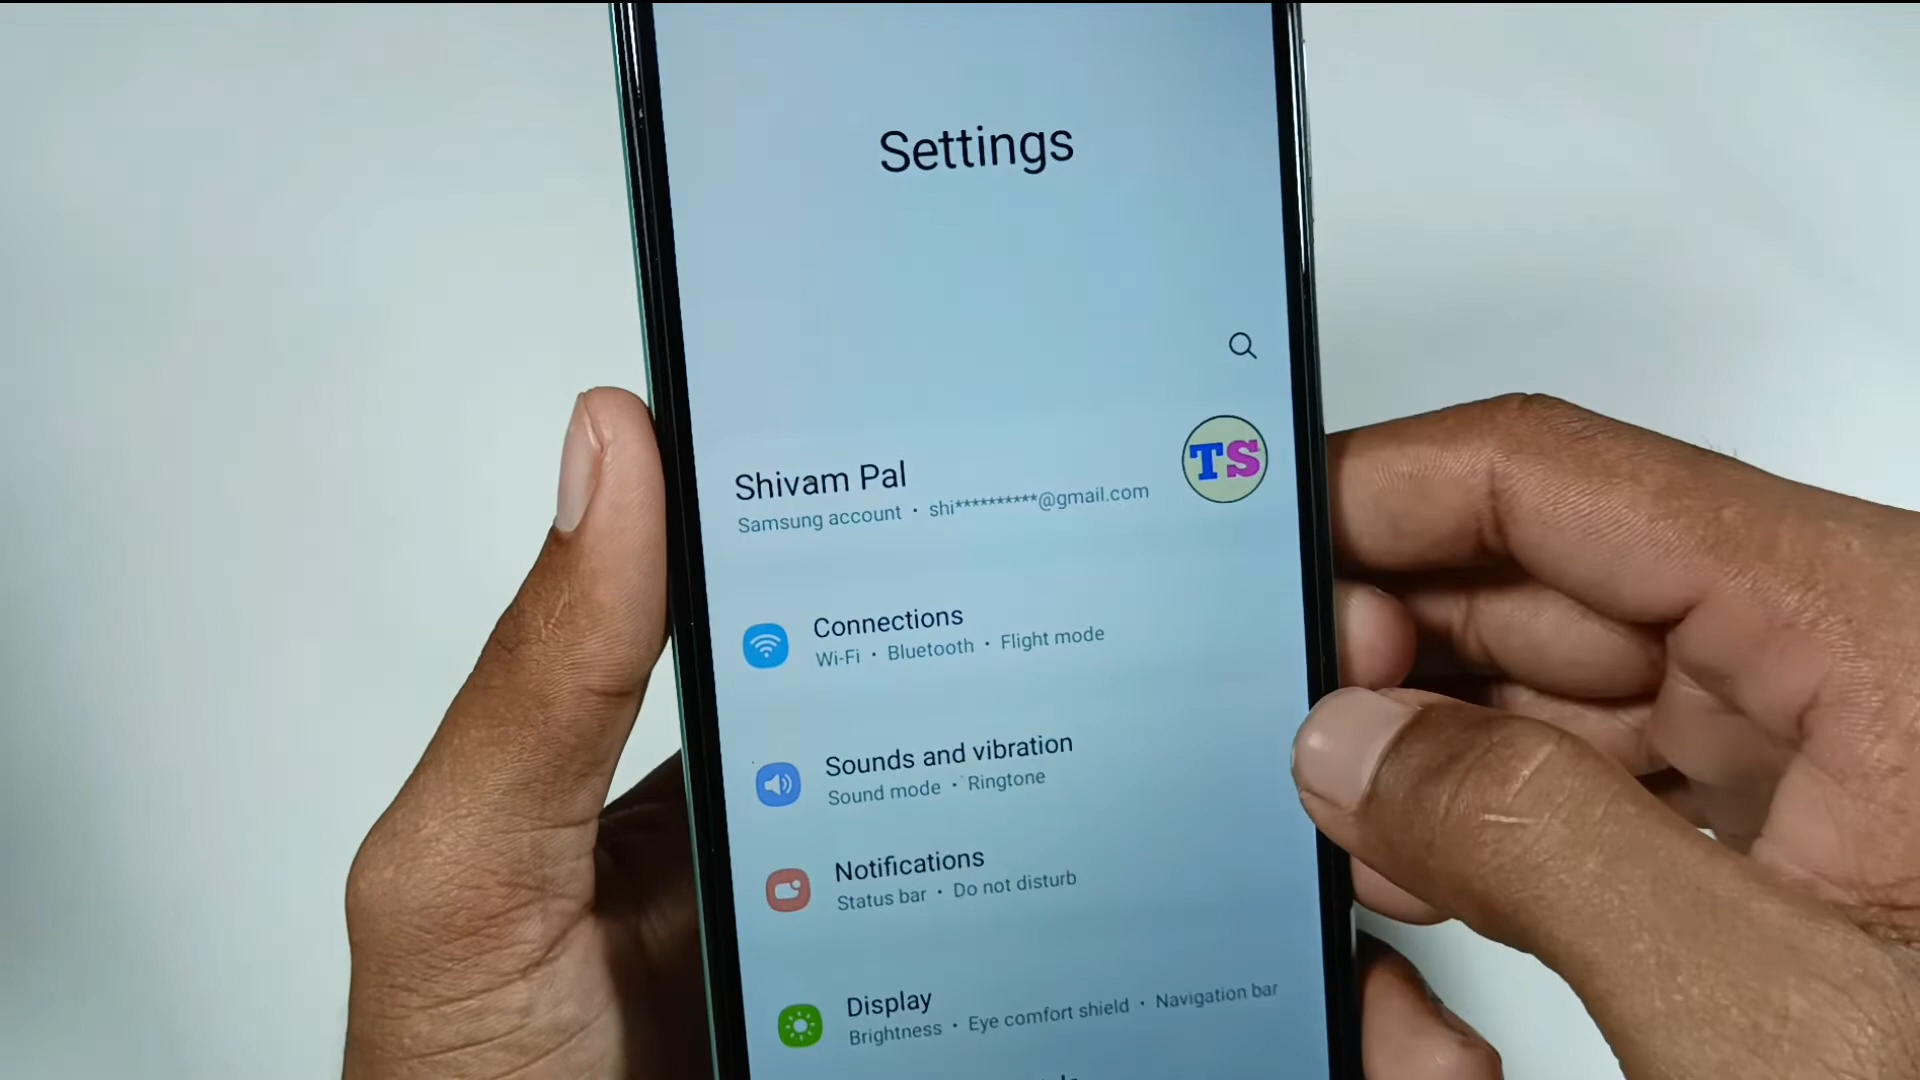 Settings
Shivam Pal
Samsung account • shi**********@gmail.com
TS
Connections
Wi-Fi • Bluetooth • Flight mode
Sounds and vibration
Sound mode • Ringtone
Notifications
Status bar • Do not disturb
Display
Brightness • Eye comfort shield • Navigation bar